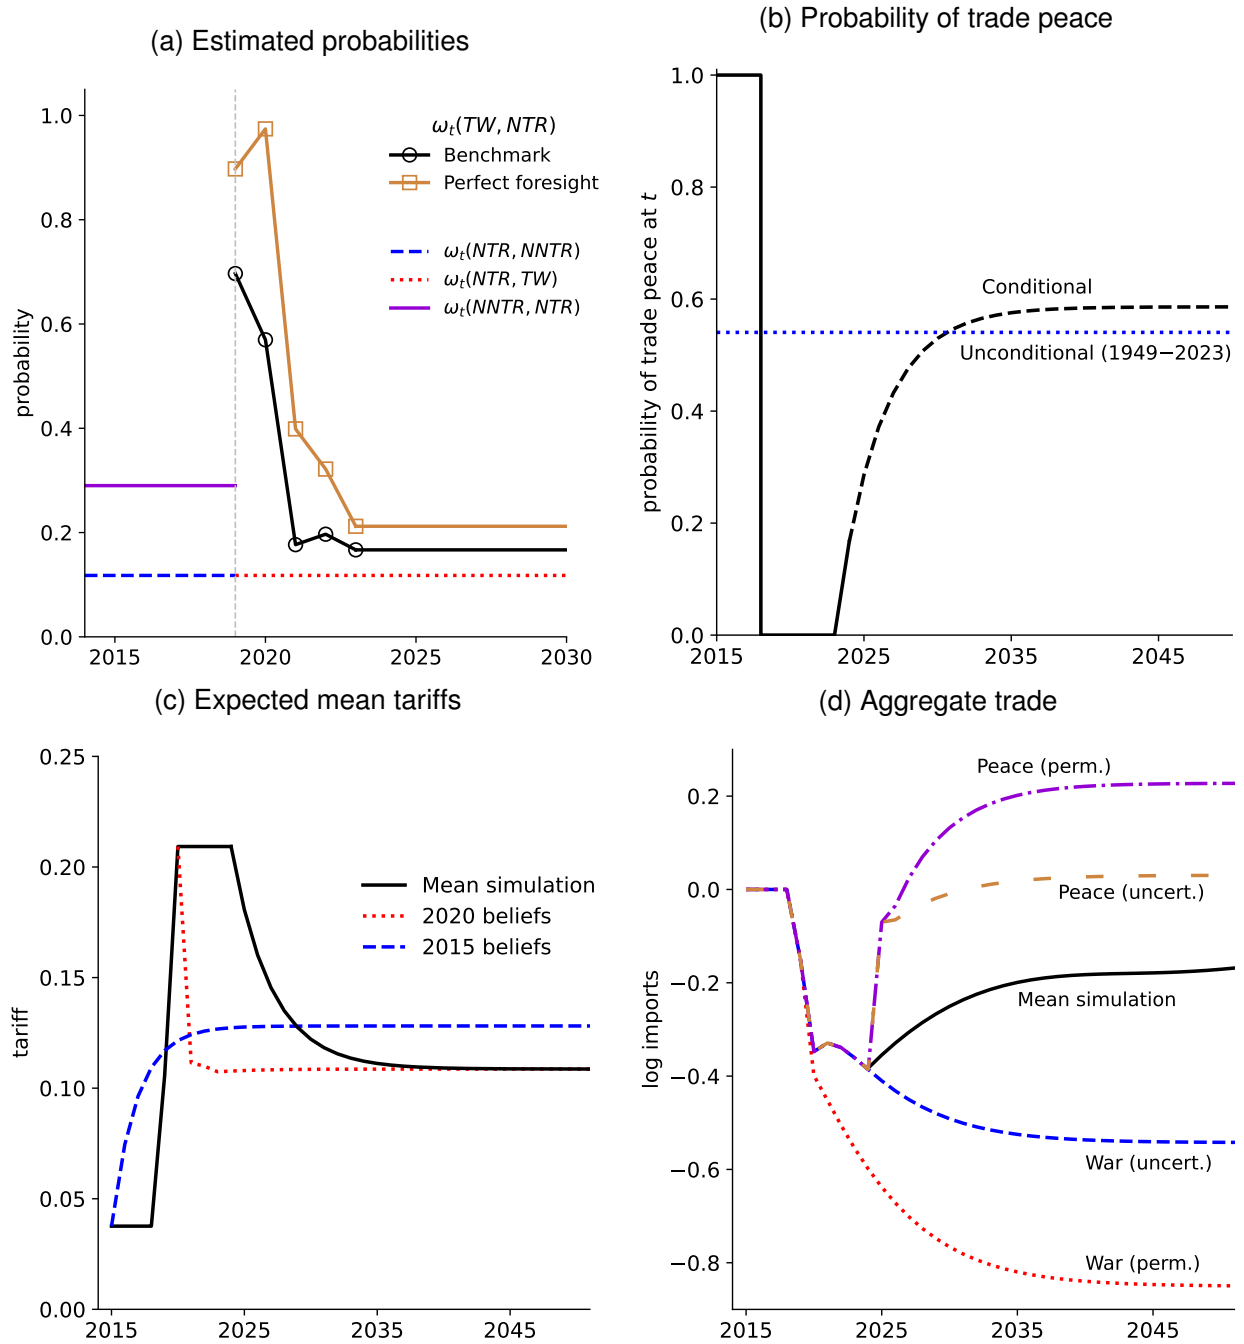 (a) Estimated probabilities
probability
1.0
0.8
0.6
0.4
0.2
0.0
2015
2020
2025
2030
ωt(TW, NTR)
Benchmark
Perfect foresight
ωt(NTR, NNTR)
ωt(NTR, TW)
ωt(NNTR, NTR)
(b) Probability of trade peace
probability of trade peace at t
1.0
0.8
0.6
0.4
0.2
0.0
2015
2025
2035
2045
Conditional
Unconditional (1949−2023)
(c) Expected mean tariffs
tariff
0.25
0.20
0.15
0.10
0.05
0.00
2015
2025
2035
2045
Mean simulation
2020 beliefs
2015 beliefs
(d) Aggregate trade
log imports
0.2
0.0
−0.2
−0.4
−0.6
−0.8
2015
2025
2035
2045
Peace (perm.)
Peace (uncert.)
Mean simulation
War (uncert.)
War (perm.)